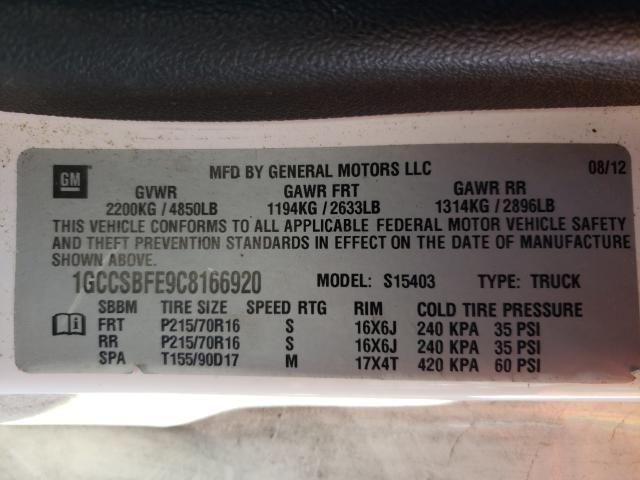 GM MFD BY GENERAL MOTORS LLC 08/12
GVWR GAWR FRT GAWR RR
2200KG / 4850LB 1194KG / 2633LB 1314KG / 2896LB
THIS VEHICLE CONFORMS TO ALL APPLICABLE FEDERAL MOTOR VEHICLE SAFETY
AND THEFT PREVENTION STANDARDS IN EFFECT ON THE DATE OF MANUFACTURE
SHOWN ABOVE.
1GCCSBFE9C8166920 MODEL: S15403 TYPE: TRUCK
SBBM TIRE SIZE SPEED RTG RIM COLD TIRE PRESSURE
FRT P215/70R16 S 16X6J 240 KPA 35 PSI
RR P215/70R16 S 16X6J 240 KPA 35 PSI
SPA T155/90D17 M 17X4T 420 KPA 60 PSI